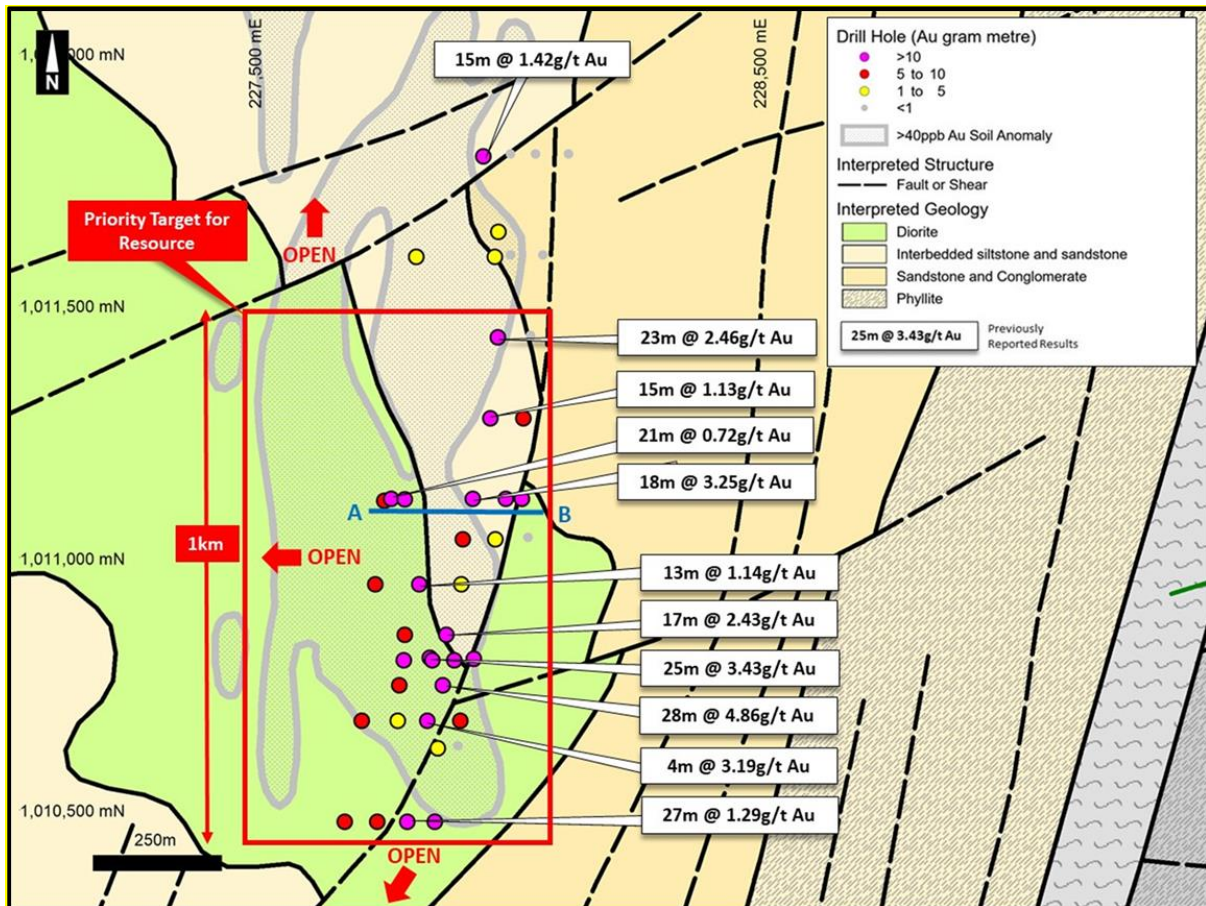 N
227,500 mE
228,500 mE
15m @ 1.42g/t Au
Drill Hole (Au gram metre)
>10
5 to 10
1 to 5
<1
>40ppb Au Soil Anomaly
Interpreted Structure
Fault or Shear
Interpreted Geology
Diorite
Interbedded siltstone and sandstone
Sandstone and Conglomerate
Phyllite
25m @ 3.43g/t Au
Previously
Reported Results
Priority Target for
Resource
OPEN
1,011,500 mN
23m @ 2.46g/t Au
15m @ 1.13g/t Au
21m @ 0.72g/t Au
18m @ 3.25g/t Au
A
B
1km
OPEN
1,011,000 mN
13m @ 1.14g/t Au
17m @ 2.43g/t Au
25m @ 3.43g/t Au
28m @ 4.86g/t Au
4m @ 3.19g/t Au
27m @ 1.29g/t Au
1,010,500 mN
250m
OPEN